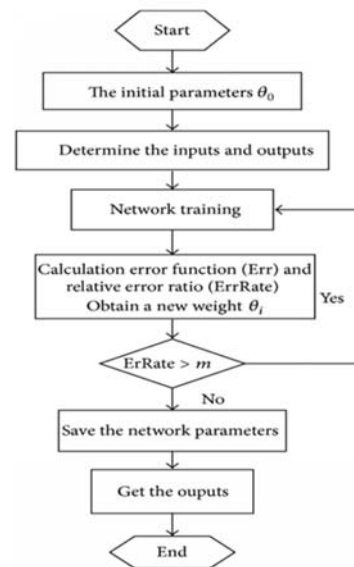 Start
The initial parameters θ₀
Determine the inputs and outputs
Network training
Calculation error function (Err) and
relative error ratio (ErrRate)
Obtain a new weight θᵢ
Yes
ErRate > m
No
Save the network parameters
Get the ouputs
End